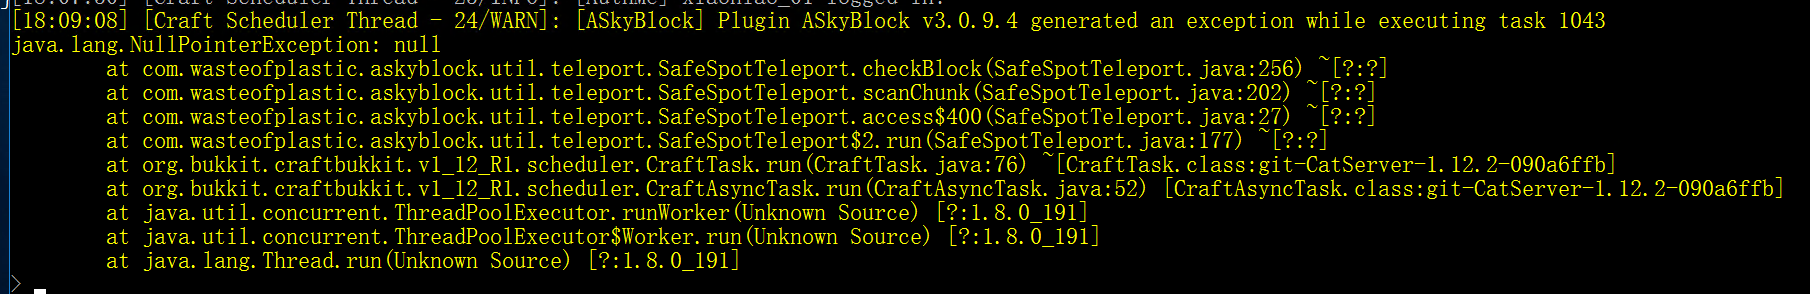 [18:09:08] [Craft Scheduler Thread - 24/WARN]: [ASkyBlock] Plugin ASkyBlock v3.0.9.4 generated an exception while executing task 1043
java.lang.NullPointerException: null
at com.wasteofplastic.askyblock.util.teleport.SafeSpotTeleport.checkBlock(SafeSpotTeleport.java:256) ~[?:?]
at com.wasteofplastic.askyblock.util.teleport.SafeSpotTeleport.scanChunk(SafeSpotTeleport.java:202) ~[?:?]
at com.wasteofplastic.askyblock.util.teleport.SafeSpotTeleport.access$400(SafeSpotTeleport.java:27) ~[?:?]
at com.wasteofplastic.askyblock.util.teleport.SafeSpotTeleport$2.run(SafeSpotTeleport.java:177) ~[?:?]
at org.bukkit.craftbukkit.v1_12_R1.scheduler.CraftTask.run(CraftTask.java:76) ~[CraftTask.class:git-CatServer-1.12.2-090a6ffb]
at org.bukkit.craftbukkit.v1_12_R1.scheduler.CraftAsyncTask.run(CraftAsyncTask.java:52) [CraftAsyncTask.class:git-CatServer-1.12.2-090a6ffb]
at java.util.concurrent.ThreadPoolExecutor.runWorker(Unknown Source) [?:1.8.0_191]
at java.util.concurrent.ThreadPoolExecutor$Worker.run(Unknown Source) [?:1.8.0_191]
at java.lang.Thread.run(Unknown Source) [?:1.8.0_191]
>